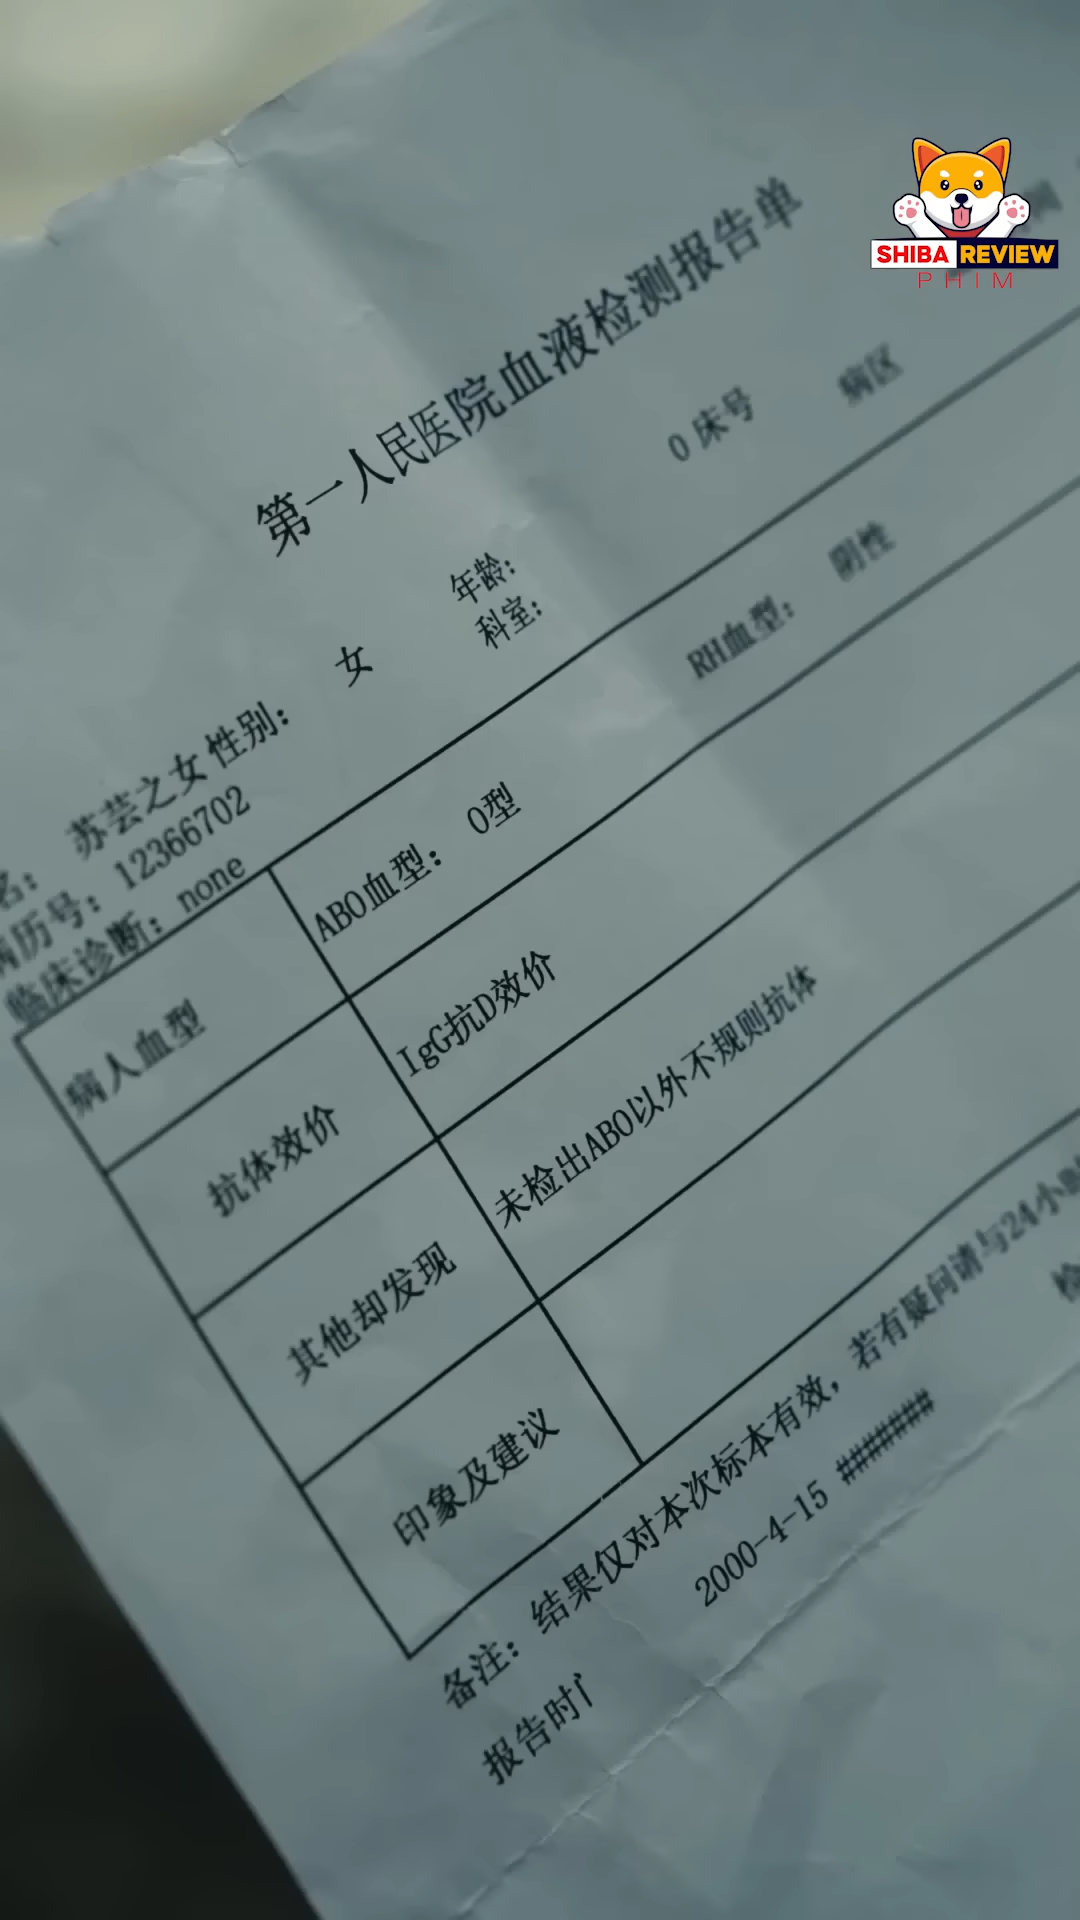 SHIBA REVIEW
PHIM
第一人民医院血液检测报告单
名： 苏芸之女 性别： 女 年龄： 0 床号 病区
病历号： 12366702 科室：
临床诊断：none
病人血型 ABO血型： O型 RH血型： 阴性
抗体效价 IgG抗D效价
其他却发现 未检出ABO以外不规则抗体
印象及建议
备注： 结果仅对本次标本有效，若有疑问请与24小时
报告时 2000-4-15 #######